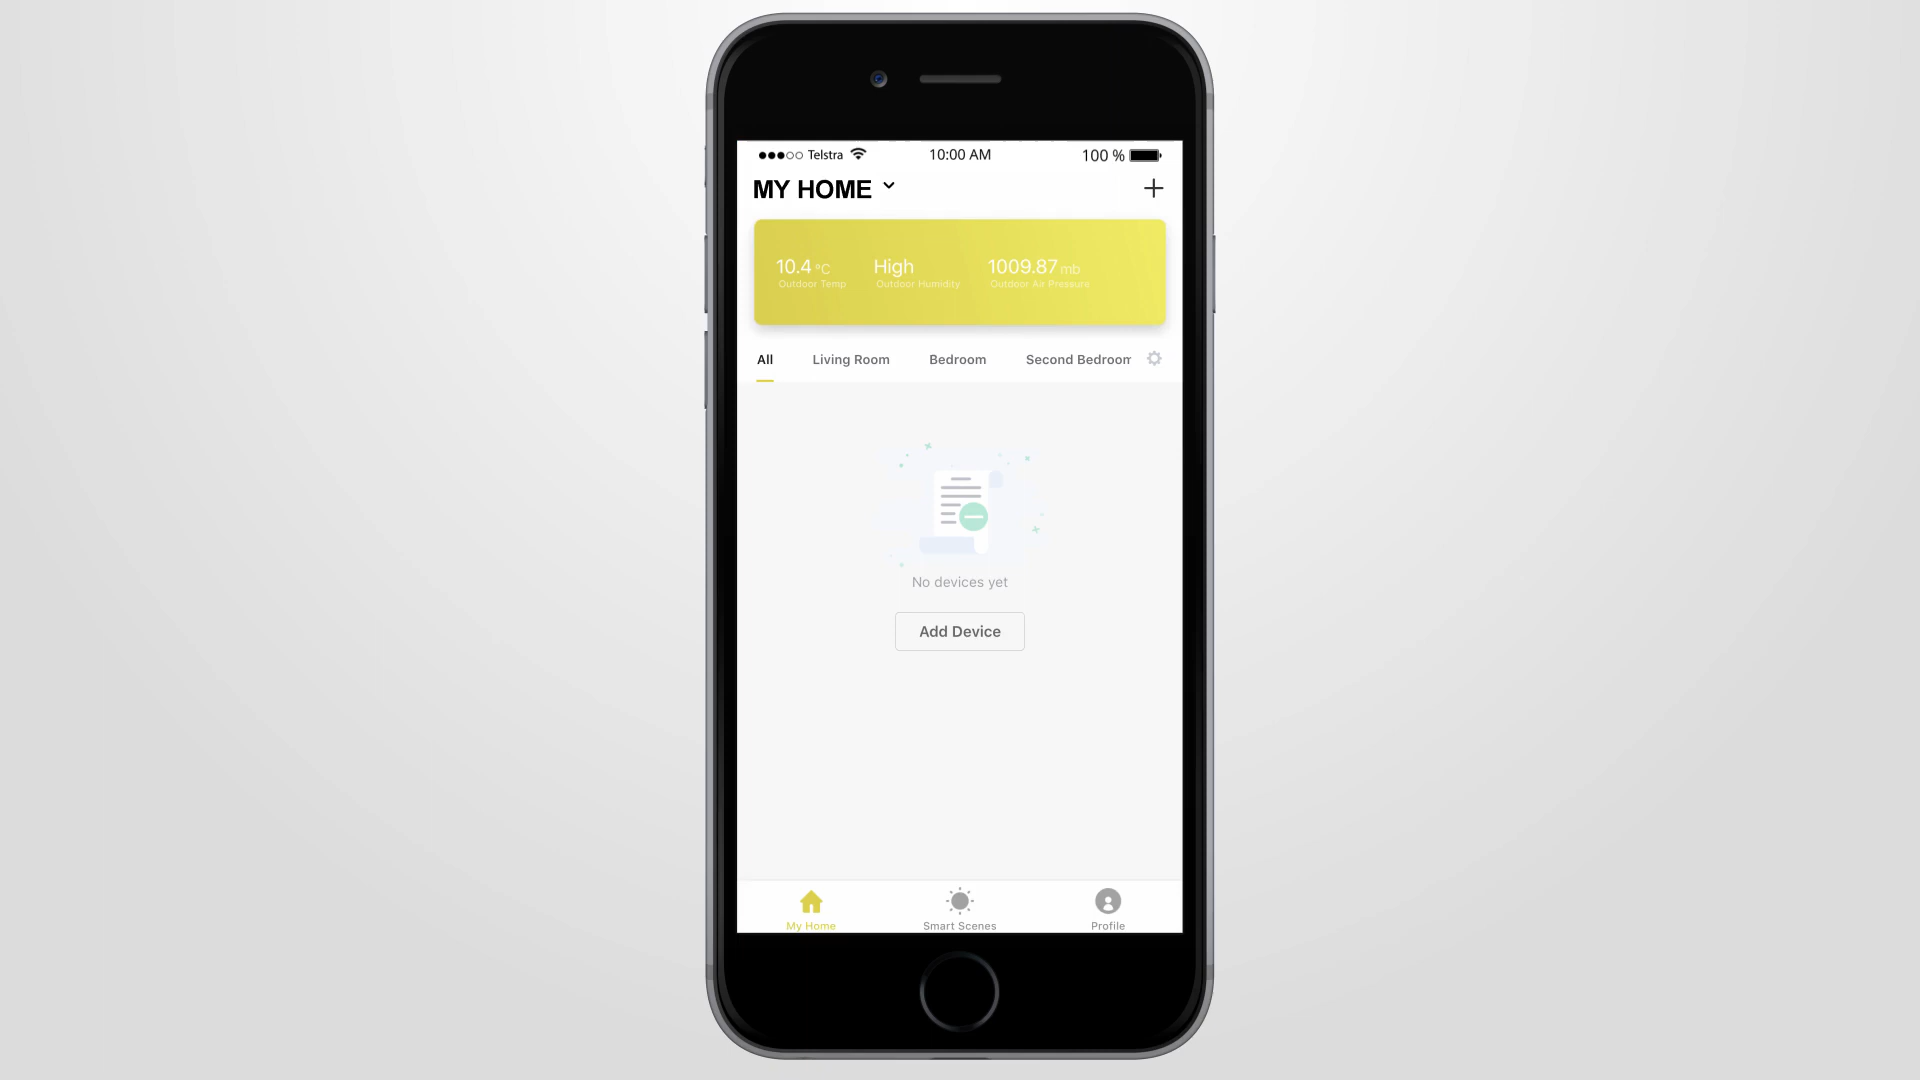 Telstra 10:00 AM 100 %
MY HOME
10.4 °C High 1009.87 mb
Outdoor Temp Outdoor Humidity Outdoor Air Pressure
All Living Room Bedroom Second Bedroom
No devices yet
Add Device
My Home Smart Scenes Profile